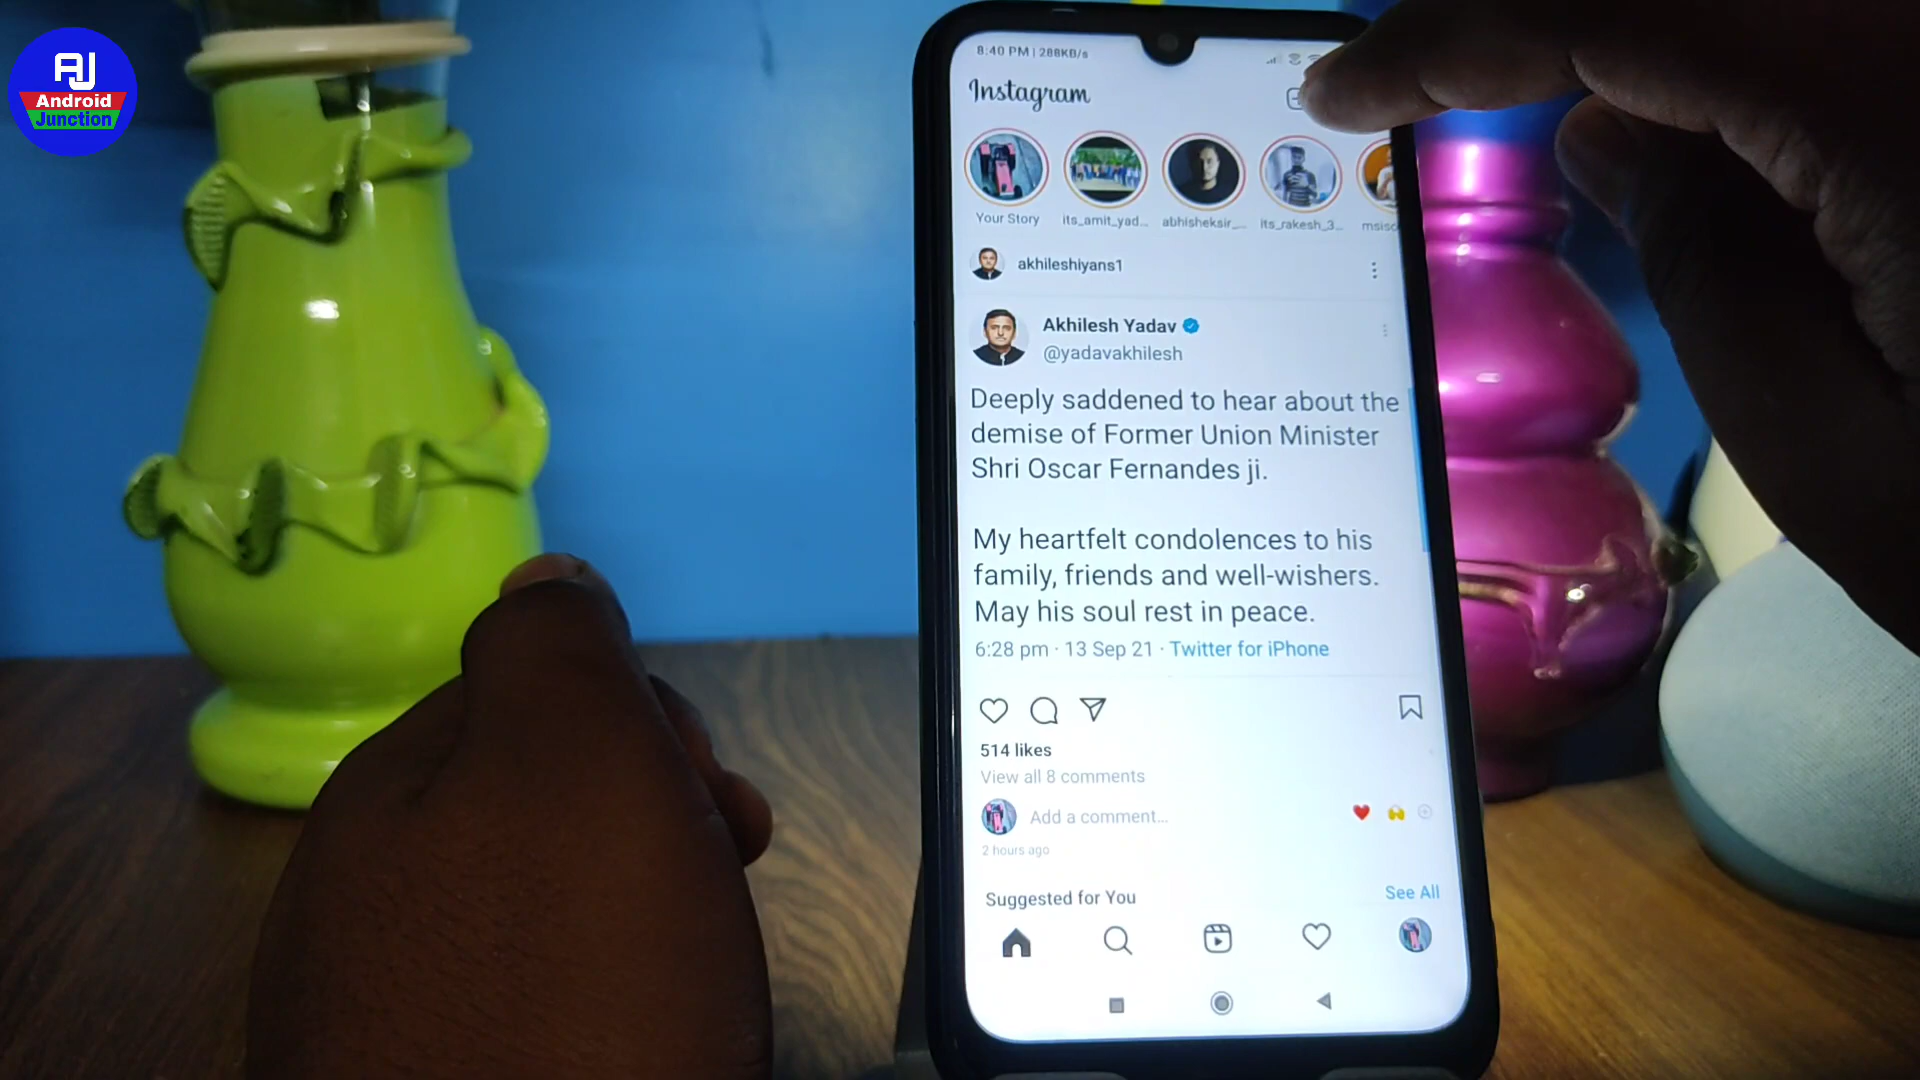 AJ
Android
Junction
8:40 PM | 288KB/s
Instagram
Your Story
its_amit_yad...
abhisheksir_...
its_rakesh_3...
msisc
akhileshiyans1
Akhilesh Yadav
@yadavakhilesh
Deeply saddened to hear about the
demise of Former Union Minister
Shri Oscar Fernandes ji.
My heartfelt condolences to his
family, friends and well-wishers.
May his soul rest in peace.
6:28 pm · 13 Sep 21 · Twitter for iPhone
514 likes
View all 8 comments
Add a comment...
2 hours ago
Suggested for You
See All